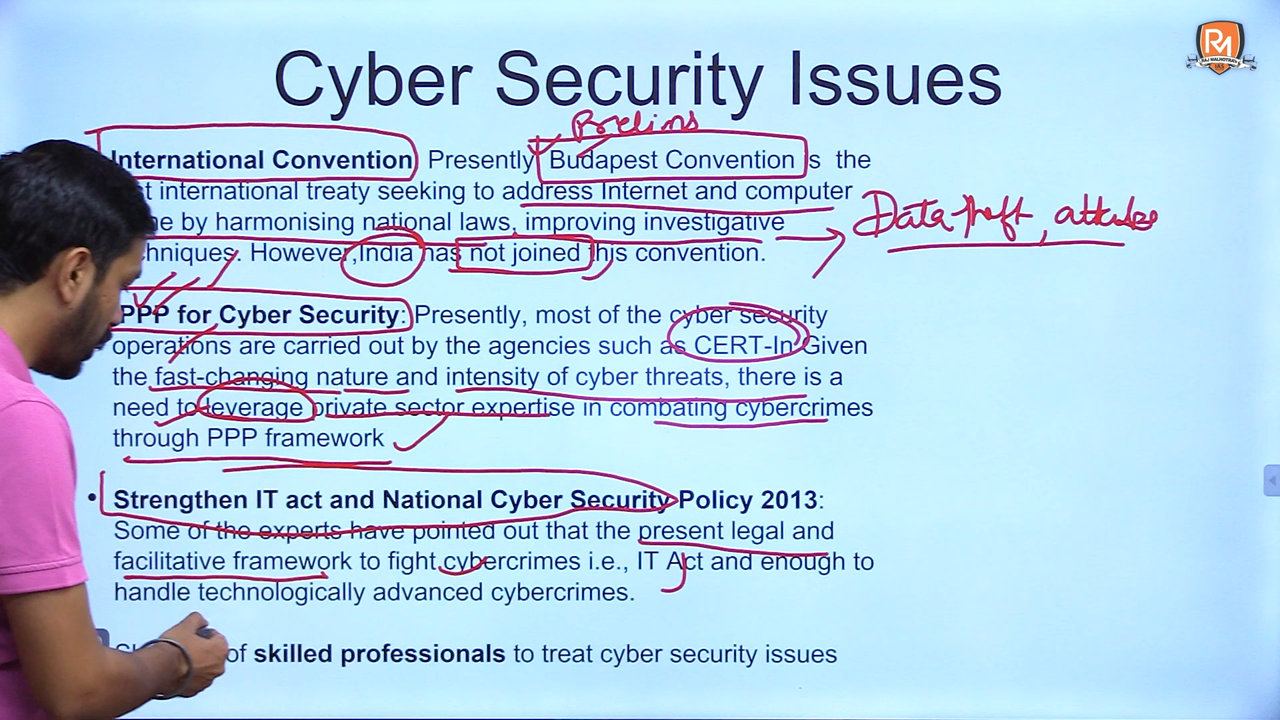 RM
RAJ MALHOTRA'S
IAS
Cyber Security Issues
Prelims
International Convention Presently Budapest Convention is the
international treaty seeking to address Internet and computer
by harmonising national laws, improving investigative
However, India has not joined this convention.
Data theft, attacks
PPP for Cyber Security: Presently, most of the cyber security
operations are carried out by the agencies such as CERT-In Given
the fast-changing nature and intensity of cyber threats, there is a
need to leverage private sector expertise in combating cybercrimes
through PPP framework
• Strengthen IT act and National Cyber Security Policy 2013:
Some of the experts have pointed out that the present legal and
facilitative framework to fight cybercrimes i.e., IT Act and enough to
handle technologically advanced cybercrimes.
of skilled professionals to treat cyber security issues